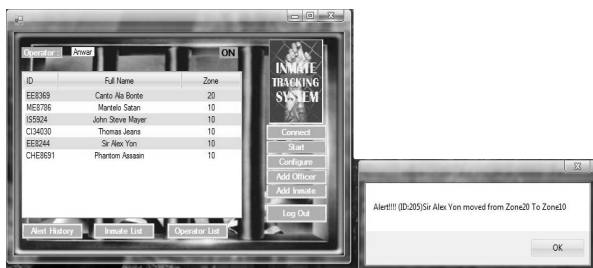 Operator : Anwar ON
ID Full Name Zone
EE8369 Canto Ala Bonte 20
ME8786 Mantelo Satan 10
IS5924 John Steve Mayer 10
CI34030 Thomas Jeans 10
EE8244 Sir Alex Yon 10
CHE8691 Phantom Assasin 10
INMATE
TRACKING
SYSTEM
Connect
Start
Configure
Add Officer
Add Inmate
Log Out
Alert History Inmate List Operator List
Alert!!!! (ID:205)Sir Alex Yon moved from Zone20 To Zone10
OK